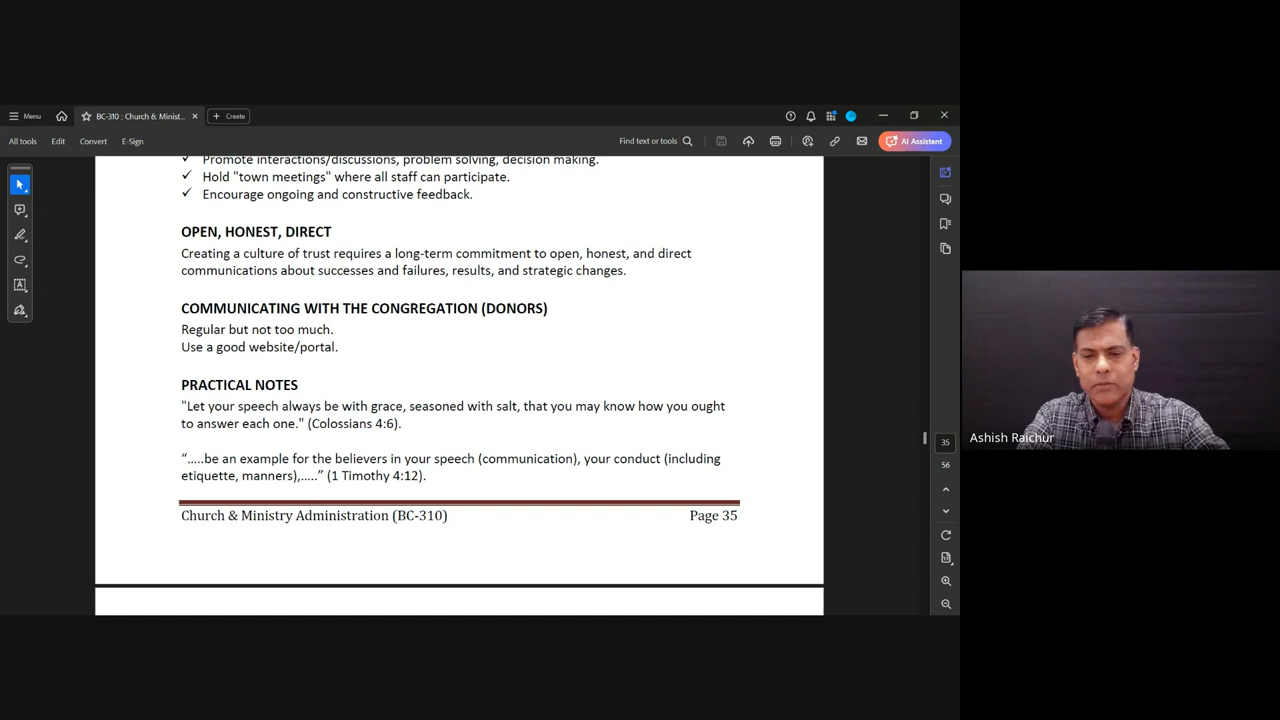 Menu
BC-310 : Church & Minist...
Create
All tools
Edit
Convert
E-Sign
Find text or tools
AI Assistant
✓ Promote interactions/discussions, problem solving, decision making.
✓ Hold "town meetings" where all staff can participate.
✓ Encourage ongoing and constructive feedback.
OPEN, HONEST, DIRECT
Creating a culture of trust requires a long-term commitment to open, honest, and direct
communications about successes and failures, results, and strategic changes.
COMMUNICATING WITH THE CONGREGATION (DONORS)
Regular but not too much.
Use a good website/portal.
PRACTICAL NOTES
"Let your speech always be with grace, seasoned with salt, that you may know how you ought
to answer each one." (Colossians 4:6).
“.....be an example for the believers in your speech (communication), your conduct (including
etiquette, manners),.....” (1 Timothy 4:12).
Church & Ministry Administration (BC-310)
Page 35
35
56
Ashish Raichur